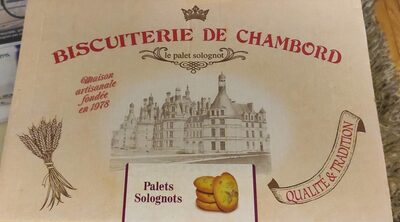 BISCUITERIE DE CHAMBORD
le palet solognot
Maison
artisanale
fondée
en 1978
Palets
Solognots
QUALITÉ & TRADITION